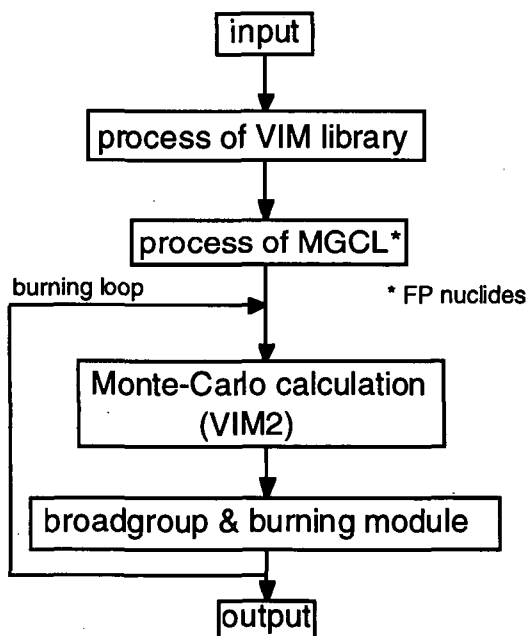 input
process of VIM library
process of MGCL*
burning loop
* FP nuclides
Monte-Carlo calculation
(VIM2)
broadgroup & burning module
output